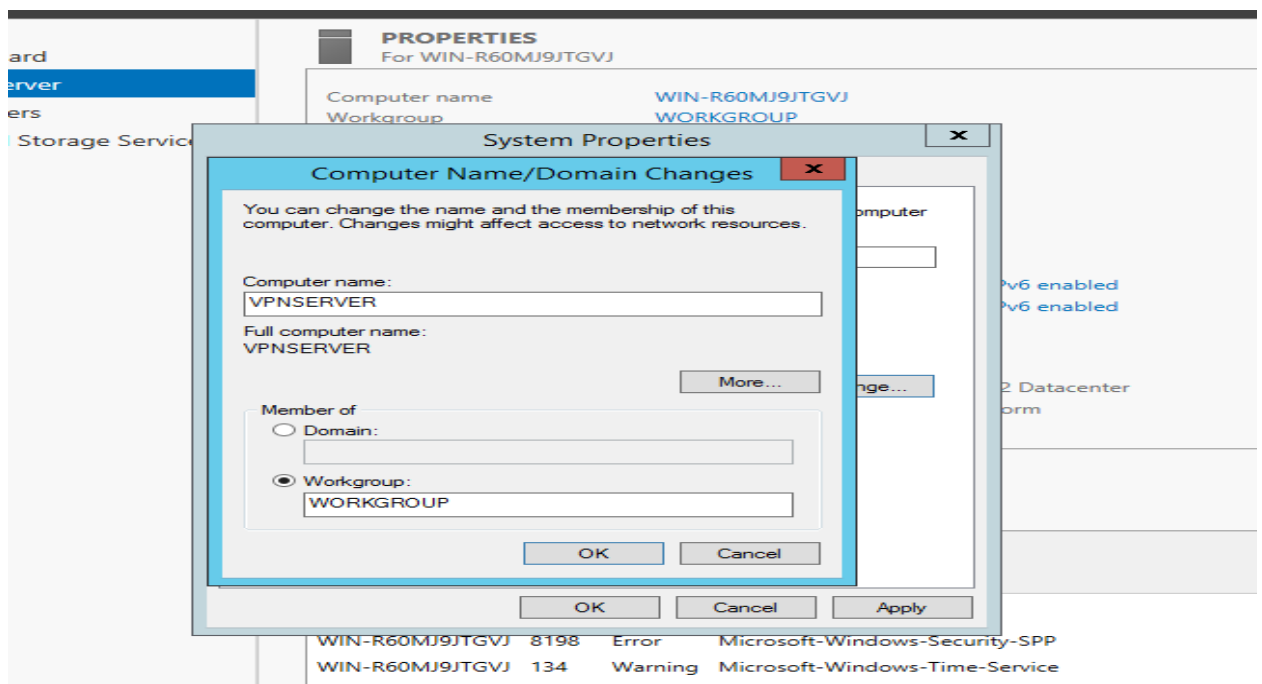 PROPERTIES
For WIN-R60MJ9JTGVJ
ard
erver
ers
Storage Servic
Computer name WIN-R60MJ9JTGVJ
Workgroup WORKGROUP
System Properties
x
Computer Name/Domain Changes
x
You can change the name and the membership of this
computer. Changes might affect access to network resources.
omputer
Computer name:
VPNSERVER
Full computer name:
VPNSERVER
More...
nge...
Member of
Domain:
Workgroup:
WORKGROUP
OK Cancel
OK Cancel Apply
Pv6 enabled
Pv6 enabled
2 Datacenter
orm
WIN-R60MJ9JTGVJ 8198 Error Microsoft-Windows-Security-SPP
WIN-R60MJ9JTGVJ 134 Warning Microsoft-Windows-Time-Service